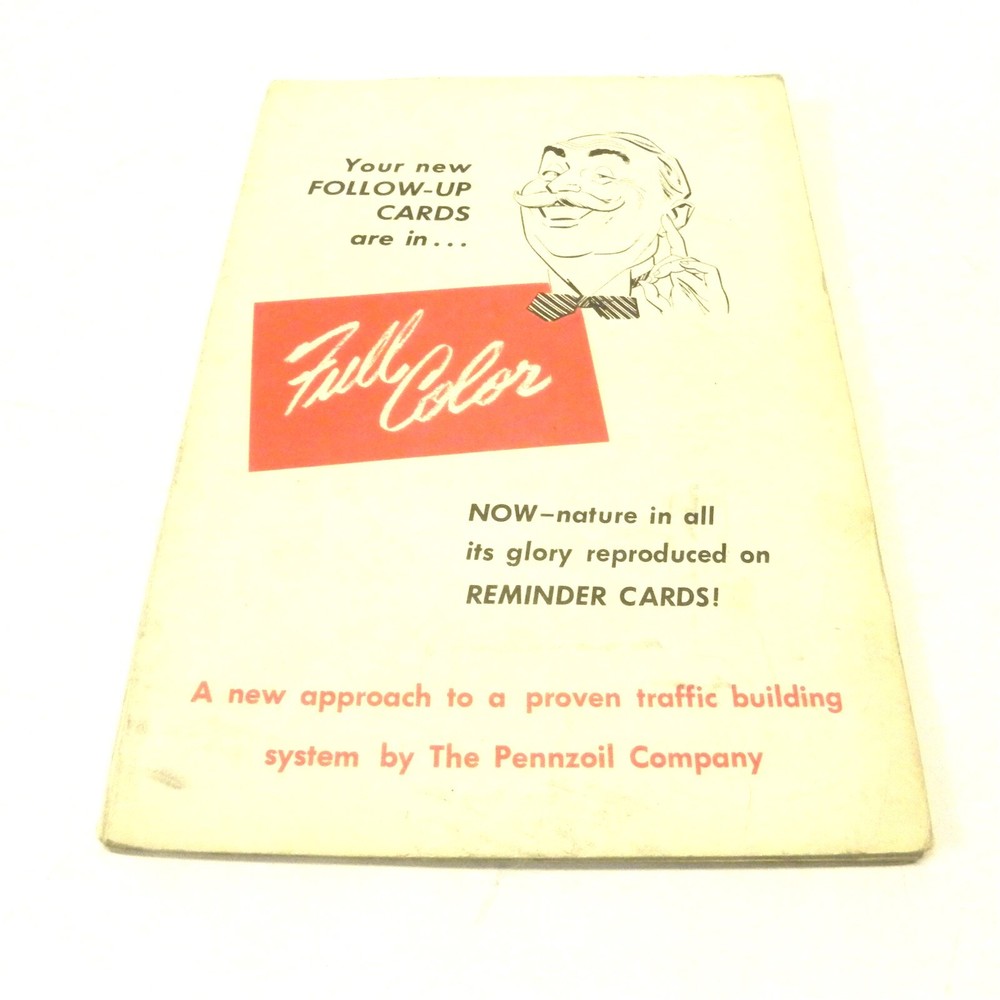 Your new
FOLLOW-UP
CARDS
are in...
Full Color
NOW–nature in all
its glory reproduced on
REMINDER CARDS!
A new approach to a proven traffic building
system by The Pennzoil Company